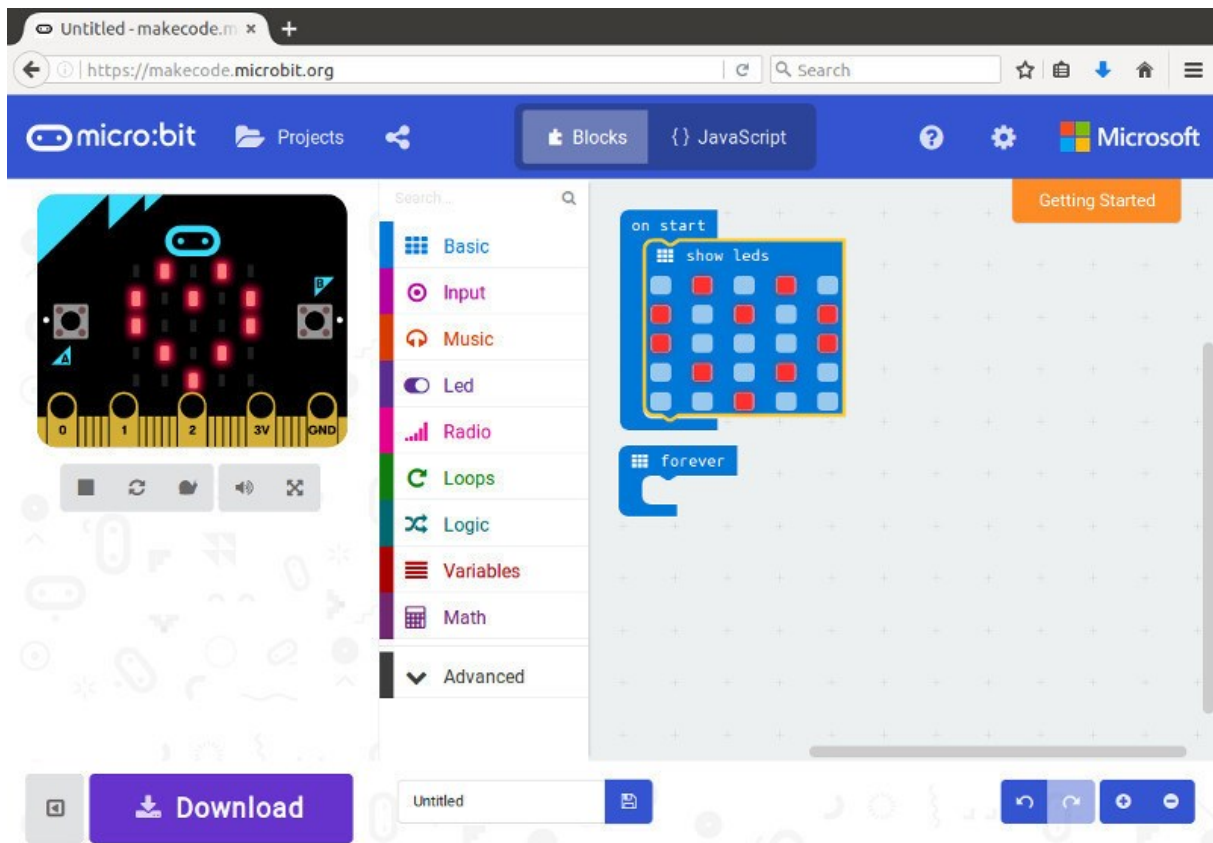 Untitled - makecode.m
https://makecode.microbit.org
Search
micro:bit
Projects
Blocks
{} JavaScript
Microsoft
Getting Started
Search...
Basic
Input
Music
Led
Radio
Loops
Logic
Variables
Math
Advanced
B
A
0 1 2 3V GND
on start
show leds
forever
Download
Untitled